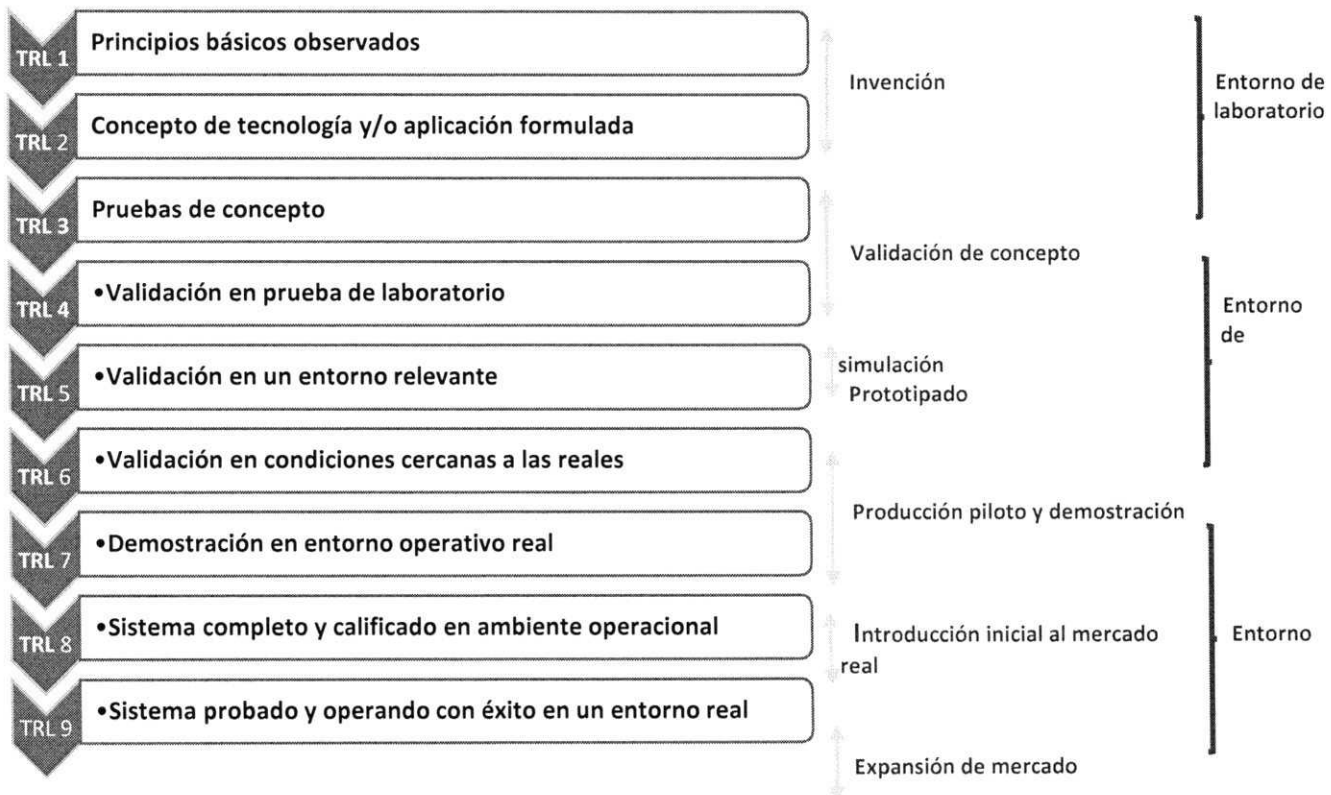 TRL 1
Principios básicos observados
TRL 2
Concepto de tecnología y/o aplicación formulada
TRL 3
Pruebas de concepto
TRL 4
•Validación en prueba de laboratorio
TRL 5
•Validación en un entorno relevante
TRL 6
•Validación en condiciones cercanas a las reales
TRL 7
•Demostración en entorno operativo real
TRL 8
•Sistema completo y calificado en ambiente operacional
TRL 9
•Sistema probado y operando con éxito en un entorno real
Invención
Validación de concepto
simulación
Prototipado
Producción piloto y demostración
Introducción inicial al mercado
real
Expansión de mercado
Entorno de
laboratorio
Entorno
de
Entorno